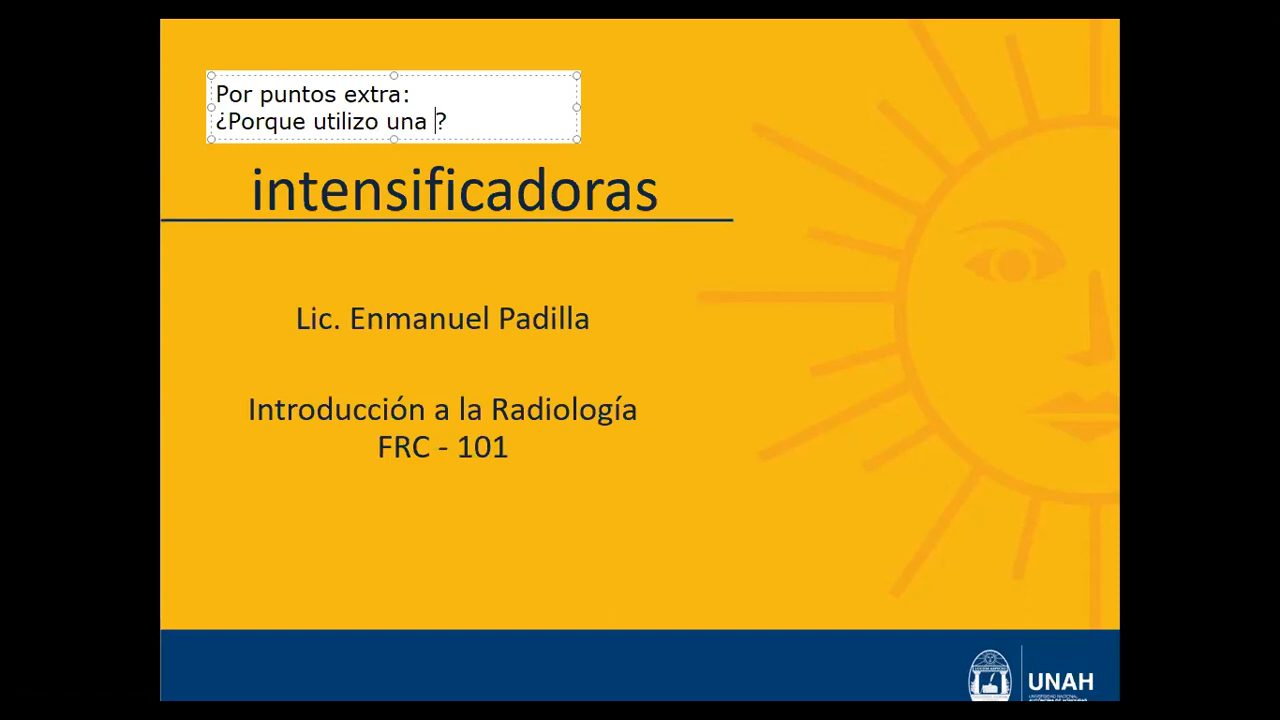 Por puntos extra:
¿Porque utilizo una ?
intensificadoras
Lic. Enmanuel Padilla
Introducción a la Radiología
FRC - 101
UNAH